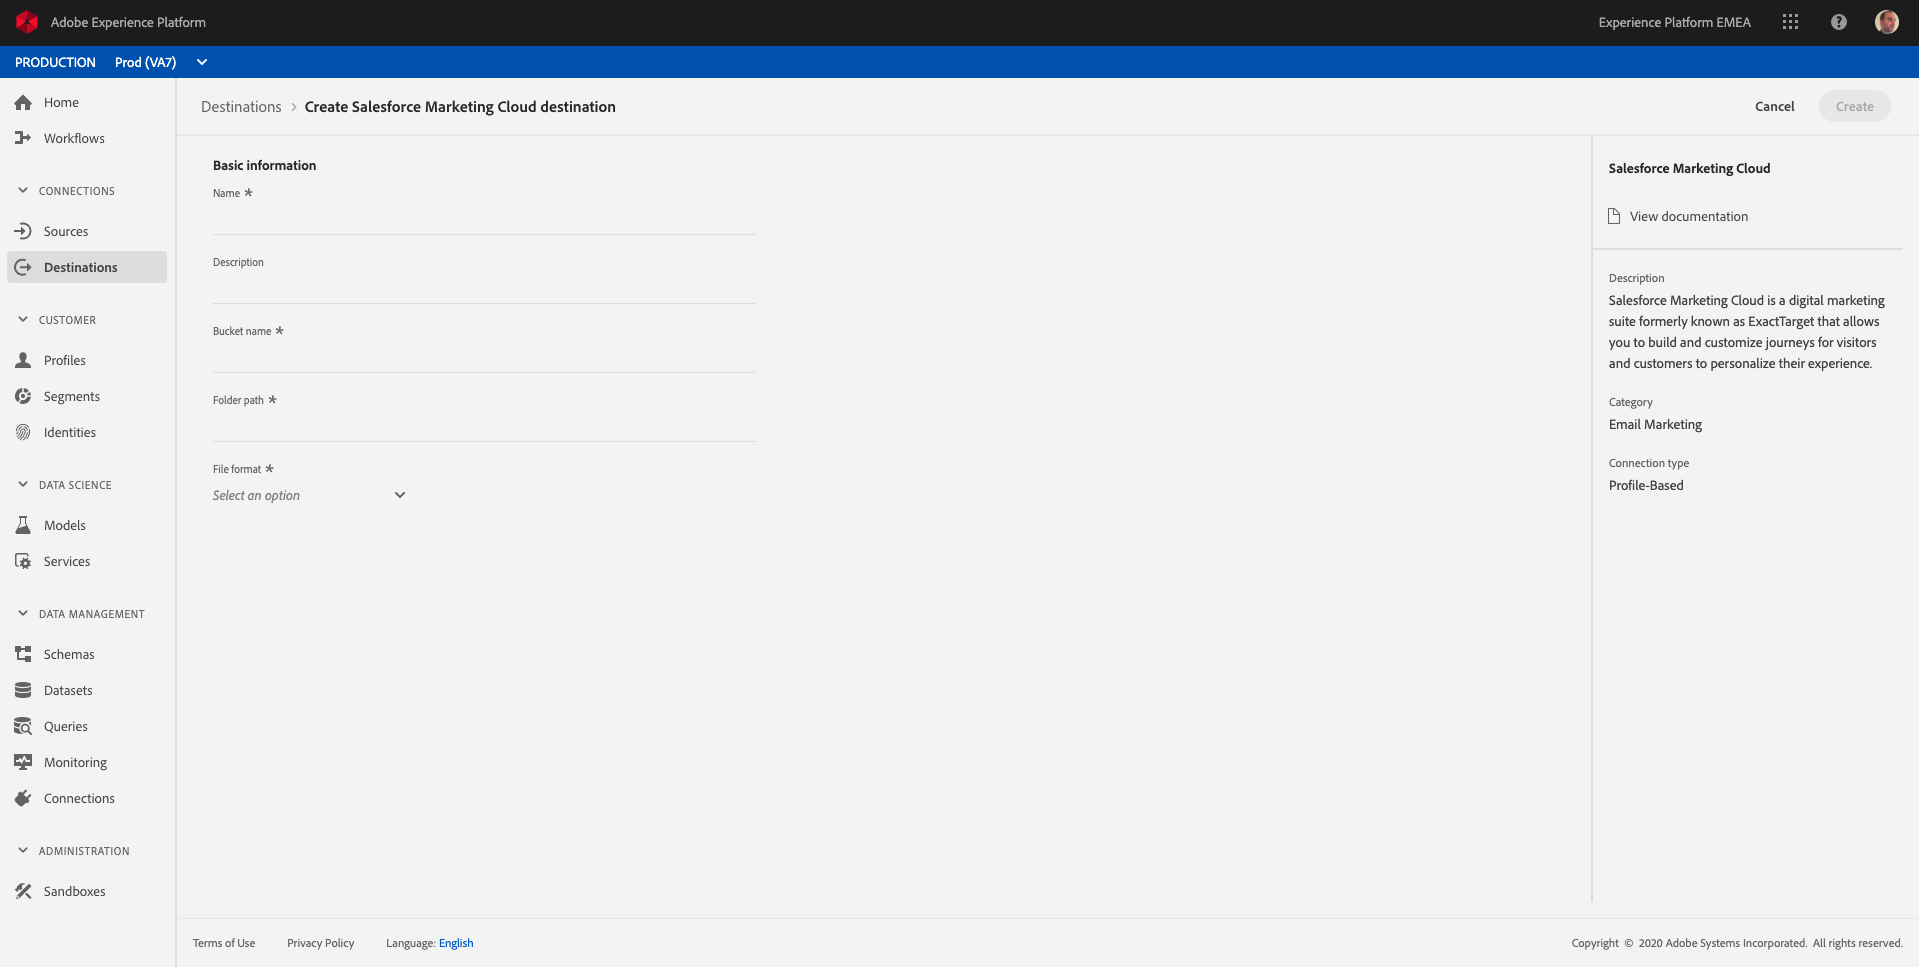 Adobe Experience Platform
Experience Platform EMEA
PRODUCTION Prod (VA7)
Home
Workflows
CONNECTIONS
Sources
Destinations
CUSTOMER
Profiles
Segments
Identities
DATA SCIENCE
Models
Services
DATA MANAGEMENT
Schemas
Datasets
Queries
Monitoring
Connections
ADMINISTRATION
Sandboxes
Destinations > Create Salesforce Marketing Cloud destination
Cancel
Create
Basic information
Name *
Description
Bucket name *
Folder path *
File format *
Select an option
Salesforce Marketing Cloud
View documentation
Description
Salesforce Marketing Cloud is a digital marketing
suite formerly known as ExactTarget that allows
you to build and customize journeys for visitors
and customers to personalize their experience.
Category
Email Marketing
Connection type
Profile-Based
Terms of Use
Privacy Policy
Language: English
Copyright © 2020 Adobe Systems Incorporated. All rights reserved.